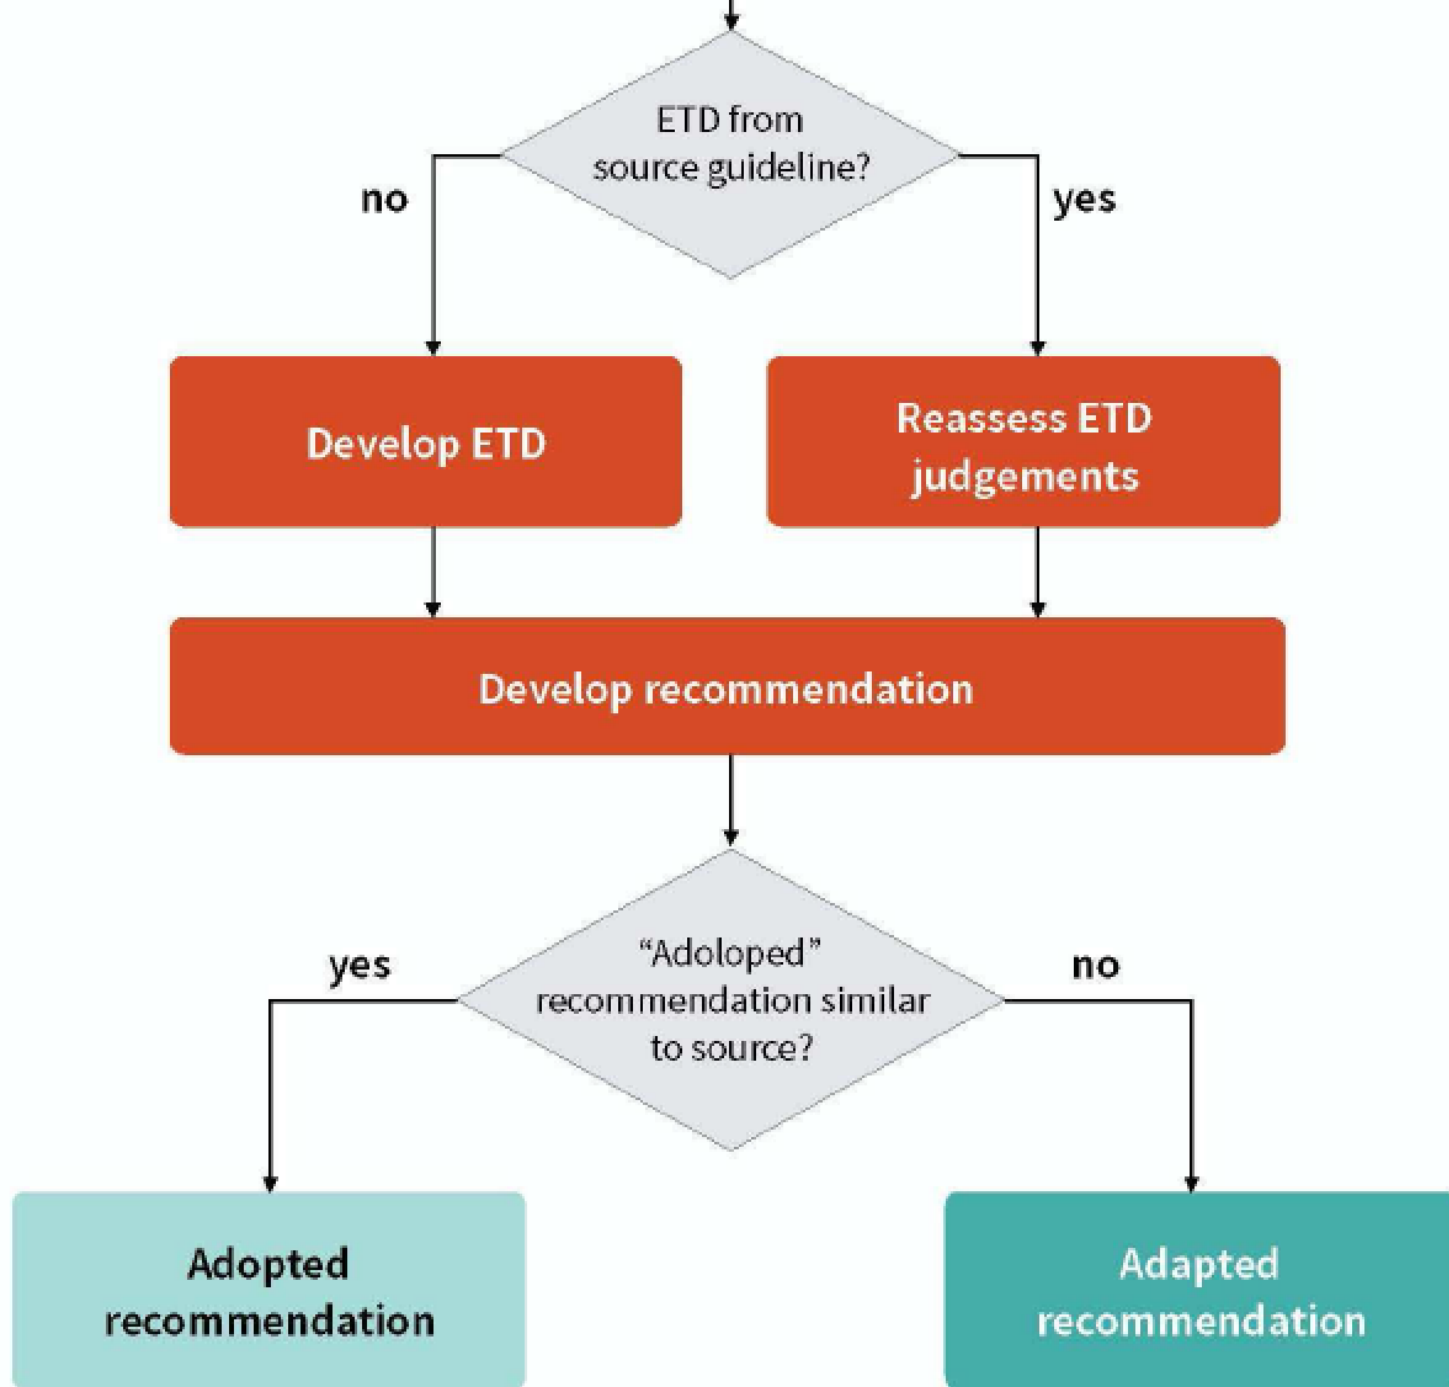 ETD from
source guideline?
no
yes
Develop ETD
Reassess ETD
judgements
Develop recommendation
“Adoloped”
recommendation similar
to source?
yes
no
Adopted
recommendation
Adapted
recommendation